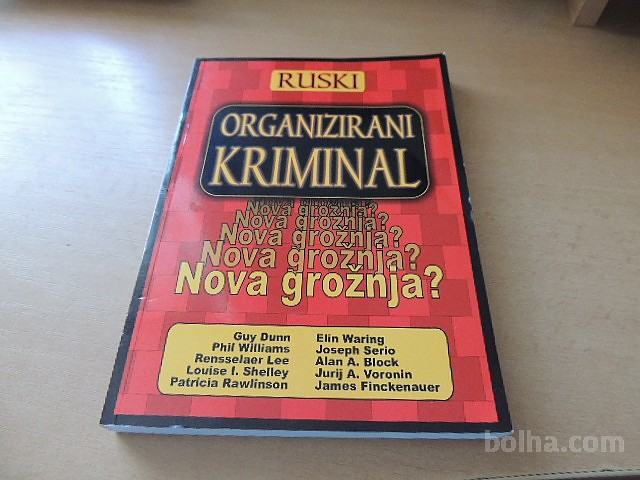 RUSKI
ORGANIZIRANI
KRIMINAL
Nova grožnja?
Nova grožnja?
Nova grožnja?
Nova grožnja?
Nova grožnja?
Guy Dunn
Phil Williams
Rensselaer Lee
Louise I. Shelley
Patricia Rawlinson
Elin Waring
Joseph Serio
Alan A. Block
Jurij A. Voronin
James Finckenauer
bolha.com